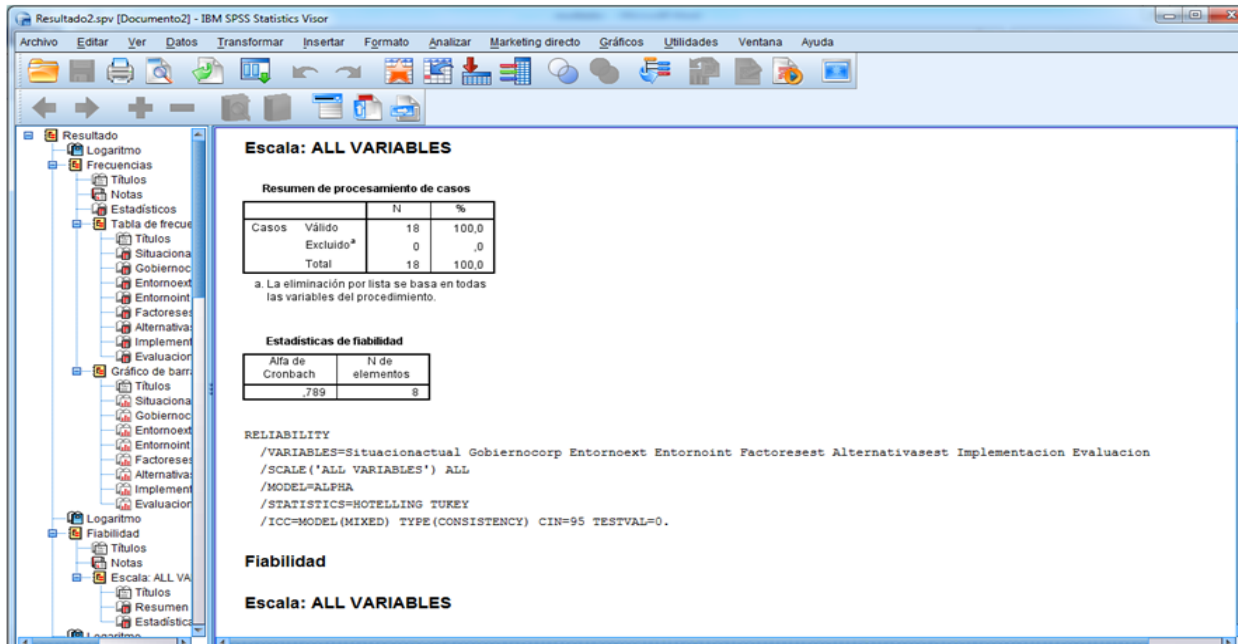 Resultado2.spv [Documento2] - IBM SPSS Statistics Visor
Archivo Editar Ver Datos Transformar Insertar Formato Analizar Marketing directo Gráficos Utilidades Ventana Ayuda
Resultado
Logaritmo
Frecuencias
Títulos
Notas
Estadísticos
Tabla de frecue
Títulos
Situaciona
Gobiernoc
Entornoext
Entornoint
Factoreses
Alternativas
Implement
Evaluacion
Gráfico de barra
Títulos
Situaciona
Gobiernoc
Entornoext
Entornoint
Factoreses
Alternativas
Implement
Evaluacion
Logaritmo
Fiabilidad
Títulos
Notas
Escala: ALL VA
Títulos
Resumen
Estadística
Logaritmo
Escala: ALL VARIABLES
Resumen de procesamiento de casos
N %
Casos Válido 18 100,0
Excluidoª 0 ,0
Total 18 100,0
a. La eliminación por lista se basa en todas
las variables del procedimiento.
Estadísticas de fiabilidad
Alfa de N de
Cronbach elementos
,789 8
RELIABILITY
/VARIABLES=Situacionactual Gobiernocorp Entornoext Entornoint Factoresest Alternativasest Implementacion Evaluacion
/SCALE('ALL VARIABLES') ALL
/MODEL=ALPHA
/STATISTICS=HOTELLING TUKEY
/ICC=MODEL(MIXED) TYPE(CONSISTENCY) CIN=95 TESTVAL=0.
Fiabilidad
Escala: ALL VARIABLES